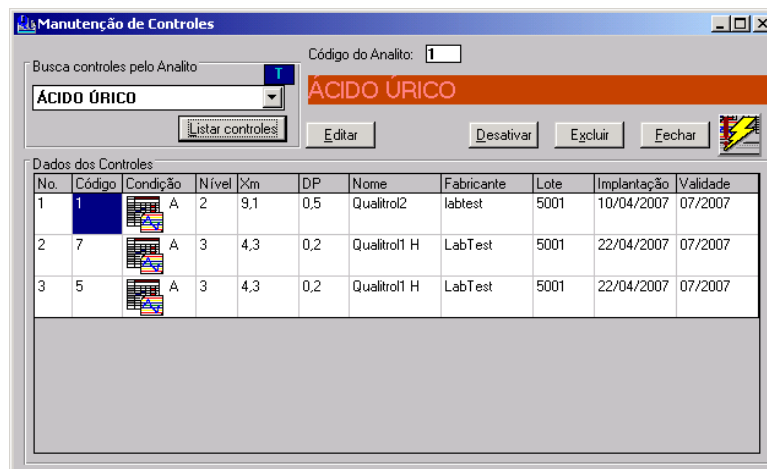 Manutenção de Controles
Código do Analito: 1
Busca controles pelo Analito
T
ÁCIDO ÚRICO
ÁCIDO ÚRICO
Listar controles
Editar Desativar Excluir Fechar
Dados dos Controles
No. Código Condição Nível Xm DP Nome Fabricante Lote Implantação Validade
1 1 A 2 9,1 0,5 Qualitrol2 labtest 5001 10/04/2007 07/2007
2 7 A 3 4,3 0,2 Qualitrol1 H LabTest 5001 22/04/2007 07/2007
3 5 A 3 4,3 0,2 Qualitrol1 H LabTest 5001 22/04/2007 07/2007